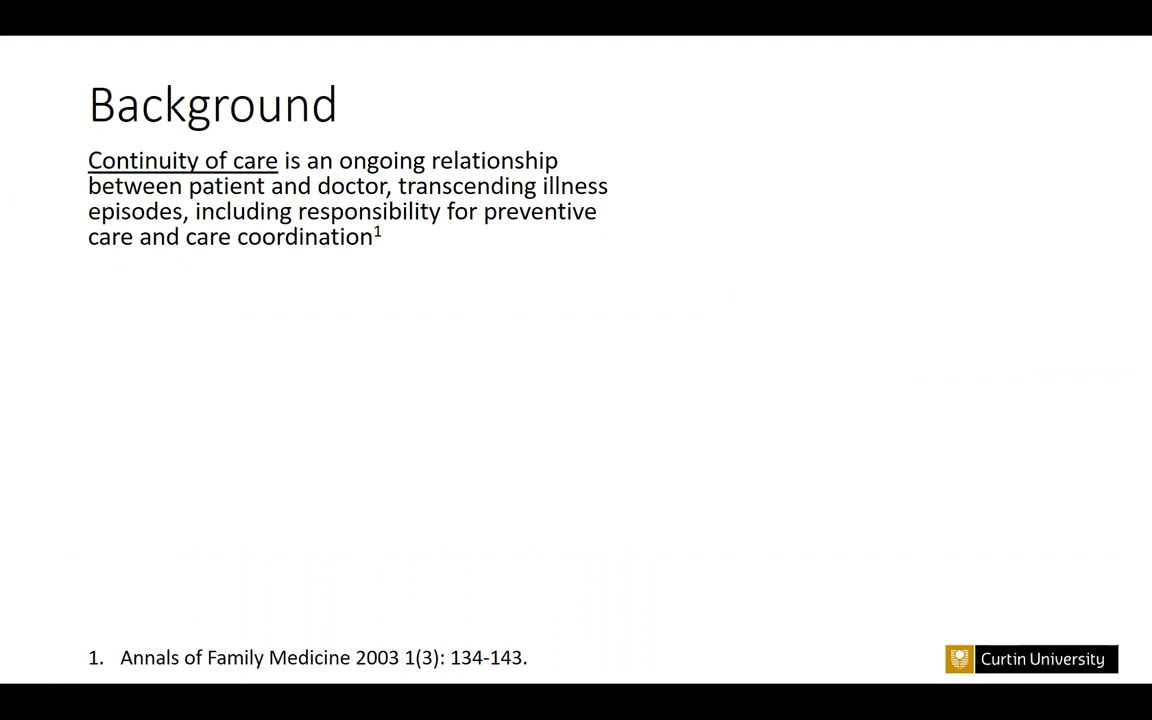 Background
Continuity of care is an ongoing relationship
between patient and doctor, transcending illness
episodes, including responsibility for preventive
care and care coordination¹
1. Annals of Family Medicine 2003 1(3): 134-143.
Curtin University